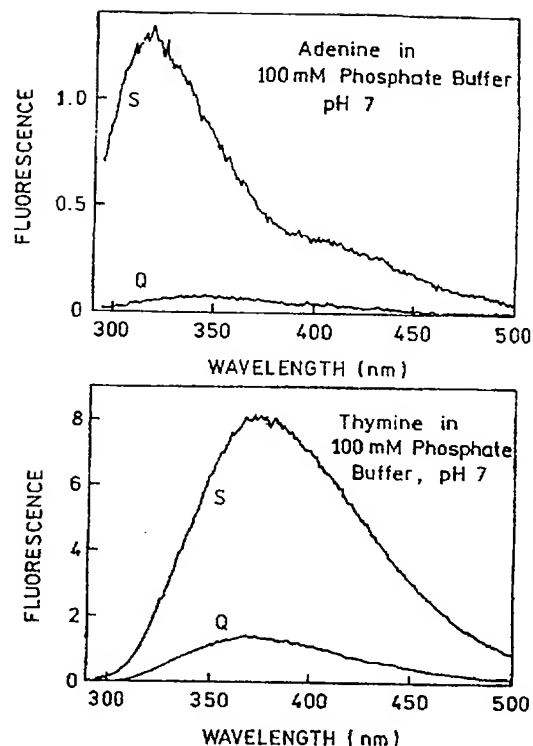 Adenine in
100 mM Phosphate Buffer
pH 7
FLUORESCENCE
1.0
0.5
0
S
Q
300 350 400 450 500
WAVELENGTH (nm)
Thymine in
100 mM Phosphate
Buffer, pH 7
FLUORESCENCE
8
6
4
2
0
S
Q
300 350 400 450 500
WAVELENGTH (nm)